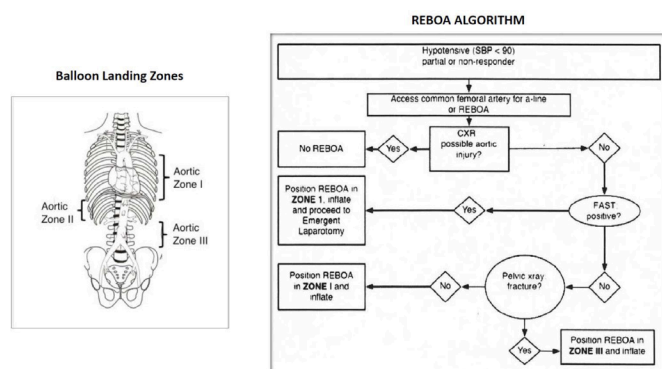 REBOA ALGORITHM
Balloon Landing Zones
Aortic
Zone I
Aortic
Zone II
Aortic
Zone III
Hypotensive (SBP < 90)
partial or non-responder
Access common femoral artery for a-line
or REBOA
CXR
possible aortic
injury?
Yes
No REBOA
No
FAST
positive?
Yes
Position REBOA in
ZONE 1, inflate
and proceed to
Emergent
Laparotomy
No
Pelvic xray
fracture?
No
Position REBOA
in ZONE I and
inflate
Yes
Position REBOA in
ZONE III and inflate